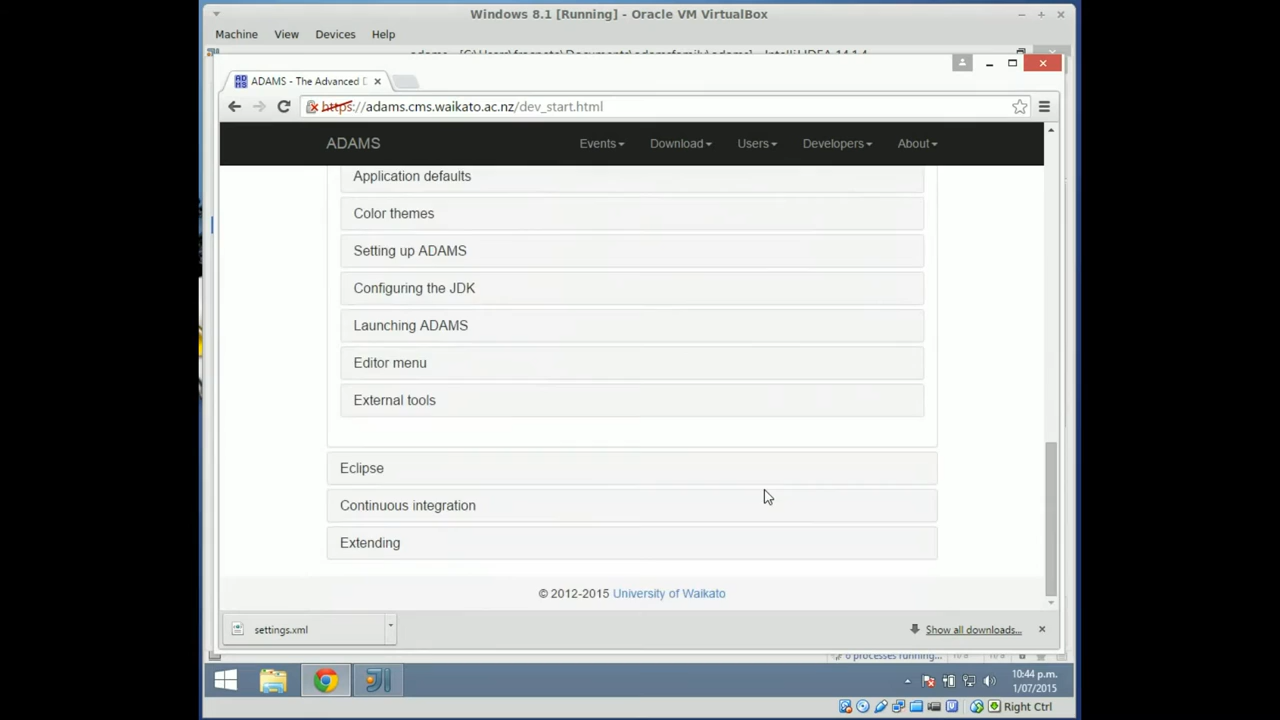 Windows 8.1 [Running] - Oracle VM VirtualBox
Machine View Devices Help
ADAMS - The Advanced D
https://adams.cms.waikato.ac.nz/dev_start.html
ADAMS Events Download Users Developers About
Application defaults
Color themes
Setting up ADAMS
Configuring the JDK
Launching ADAMS
Editor menu
External tools
Eclipse
Continuous integration
Extending
© 2012-2015 University of Waikato
settings.xml Show all downloads...
processes running...
10:44 p.m.
1/07/2015
Right Ctrl